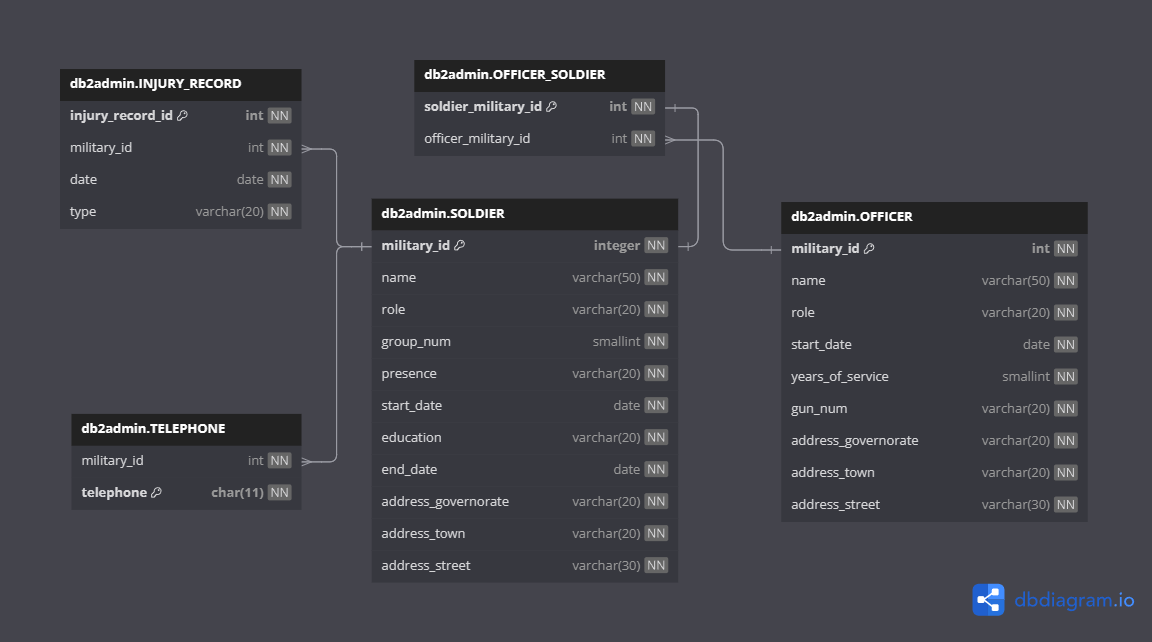 db2admin.INJURY_RECORD
injury_record_id int NN
military_id int NN
date date NN
type varchar(20) NN
db2admin.OFFICER_SOLDIER
soldier_military_id int NN
officer_military_id int NN
db2admin.SOLDIER
military_id integer NN
name varchar(50) NN
role varchar(20) NN
group_num smallint NN
presence varchar(20) NN
start_date date NN
education varchar(20) NN
end_date date NN
address_governorate varchar(20) NN
address_town varchar(20) NN
address_street varchar(30) NN
db2admin.OFFICER
military_id int NN
name varchar(50) NN
role varchar(20) NN
start_date date NN
years_of_service smallint NN
gun_num varchar(20) NN
address_governorate varchar(20) NN
address_town varchar(20) NN
address_street varchar(30) NN
db2admin.TELEPHONE
military_id int NN
telephone char(11) NN
dbdiagram.io